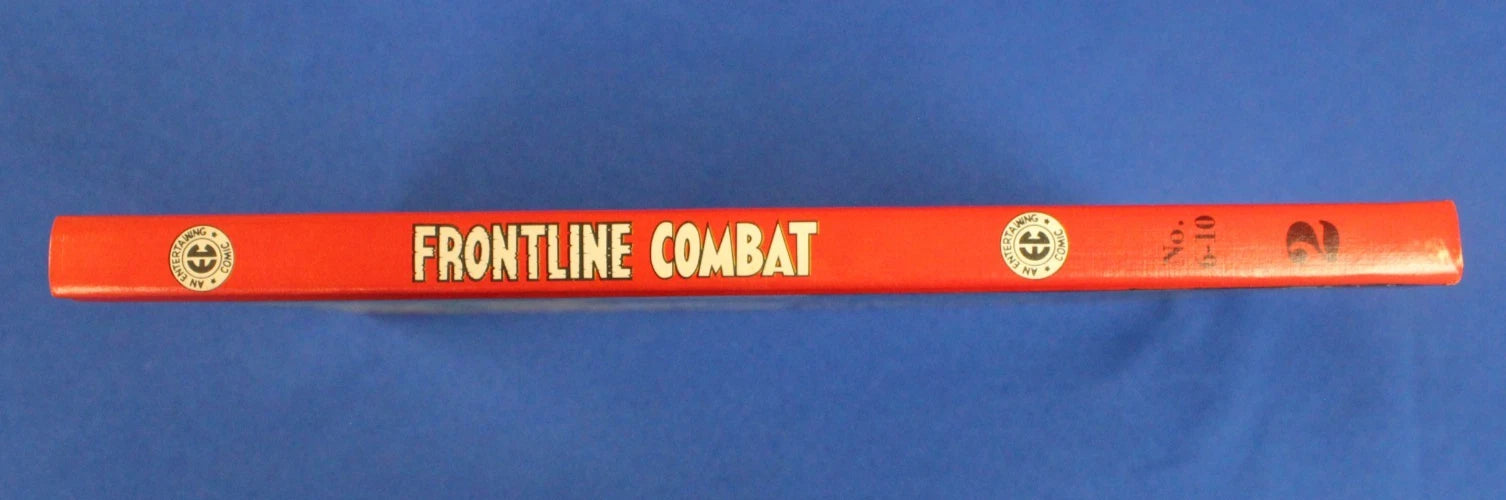 AN ENTERTAINING COMIC
EC
FRONTLINE COMBAT
AN ENTERTAINING COMIC
EC
No.
6-10
2